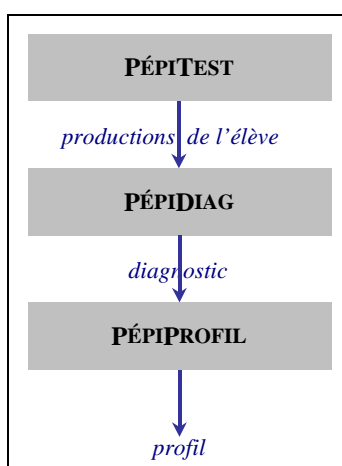 PÉPITEST
productions de l'élève
PÉPIDIAG
diagnostic
PÉPIPROFIL
profil